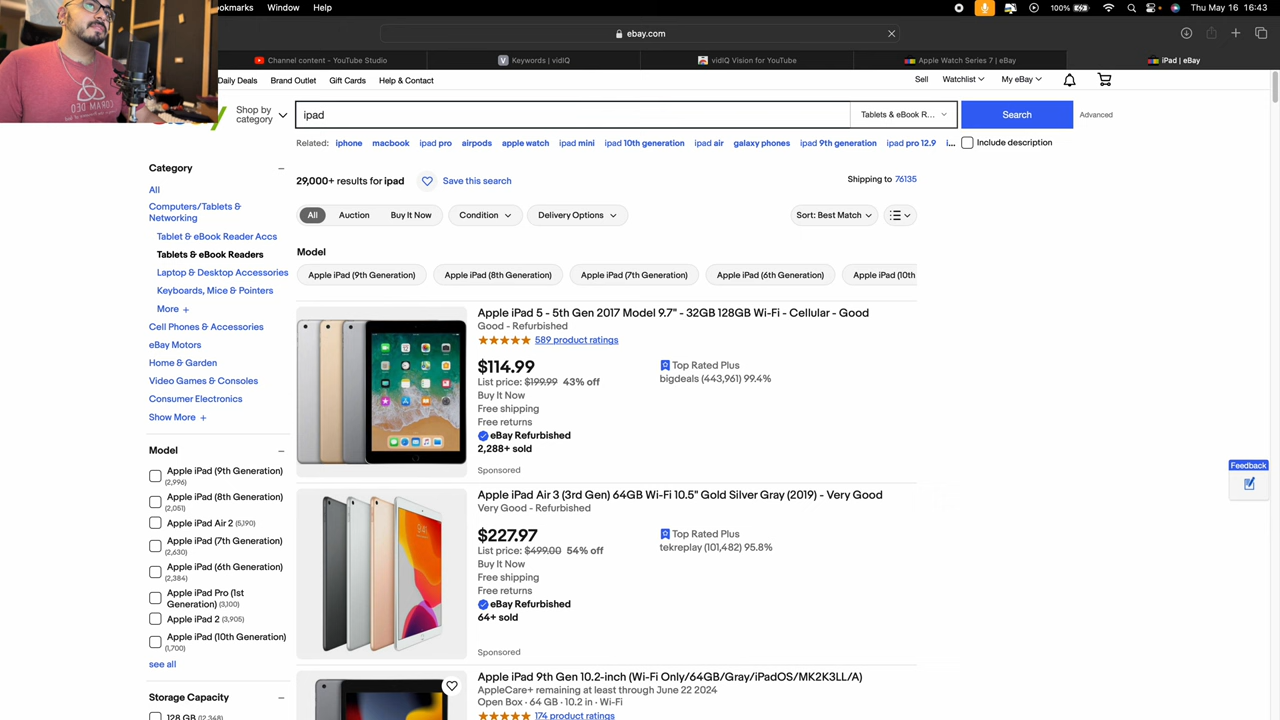 okmarks Window Help 100% Thu May 16 16:43
ebay.com
Channel content - YouTube Studio Keywords | vidIQ vidIQ Vision for YouTube Apple Watch Series 7 | eBay iPad | eBay
Daily Deals Brand Outlet Gift Cards Help & Contact Sell Watchlist My eBay
Shop by category
ipad
Tablets & eBook R...
Search
Advanced
Related: iphone macbook ipad pro airpods apple watch ipad mini ipad 10th generation ipad air galaxy phones ipad 9th generation ipad pro 12.9 i...
Include description
Category
All
Computers/Tablets &
Networking
Tablet & eBook Reader Accs
Tablets & eBook Readers
Laptop & Desktop Accessories
Keyboards, Mice & Pointers
More +
Cell Phones & Accessories
eBay Motors
Home & Garden
Video Games & Consoles
Consumer Electronics
Show More +
Model
Apple iPad (9th Generation)
(2,996)
Apple iPad (8th Generation)
(2,051)
Apple iPad Air 2 (5,190)
Apple iPad (7th Generation)
(2,630)
Apple iPad (6th Generation)
(2,384)
Apple iPad Pro (1st
Generation) (3,100)
Apple iPad 2 (3,905)
Apple iPad (10th Generation)
(1,700)
see all
Storage Capacity
128 GB (12,348)
29,000+ results for ipad
Save this search
Shipping to 76135
All Auction Buy It Now Condition Delivery Options Sort: Best Match
Model
Apple iPad (9th Generation) Apple iPad (8th Generation) Apple iPad (7th Generation) Apple iPad (6th Generation) Apple iPad (10th
Apple iPad 5 - 5th Gen 2017 Model 9.7" - 32GB 128GB Wi-Fi - Cellular - Good
Good - Refurbished
589 product ratings
$114.99
List price: $199.99 43% off
Buy It Now
Free shipping
Free returns
eBay Refurbished
2,288+ sold
Sponsored
Top Rated Plus
bigdeals (443,961) 99.4%
Apple iPad Air 3 (3rd Gen) 64GB Wi-Fi 10.5" Gold Silver Gray (2019) - Very Good
Very Good - Refurbished
$227.97
List price: $499.00 54% off
Buy It Now
Free shipping
Free returns
eBay Refurbished
64+ sold
Sponsored
Top Rated Plus
tekreplay (101,482) 95.8%
Apple iPad 9th Gen 10.2-inch (Wi-Fi Only/64GB/Gray/iPadOS/MK2K3LL/A)
AppleCare+ remaining at least through June 22 2024
Open Box · 64 GB · 10.2 in · Wi-Fi
174 product ratings
Feedback